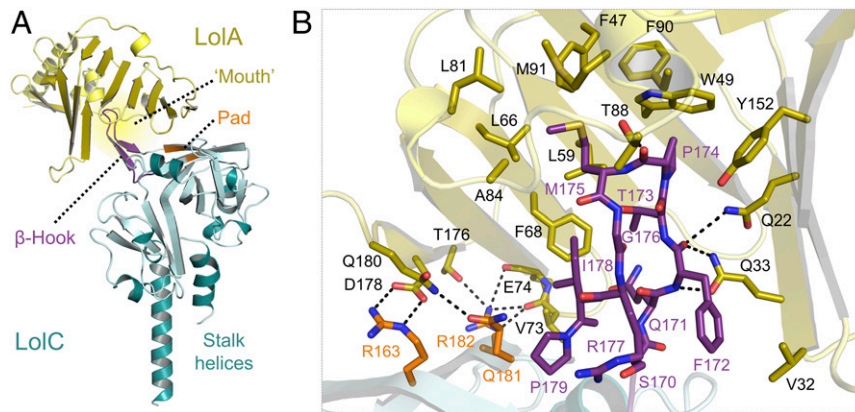 A
LolA
'Mouth'
Pad
β-Hook
LolC
Stalk
helices
B
F47
F90
L81
M91
W49
L66
T88
Y152
L59
P174
A84
M175
T173
T176
F68
G176
Q22
Q180
D178
I178
Q33
E74
V73
Q171
R163
R182
R177
F172
Q181
P179
S170
V32